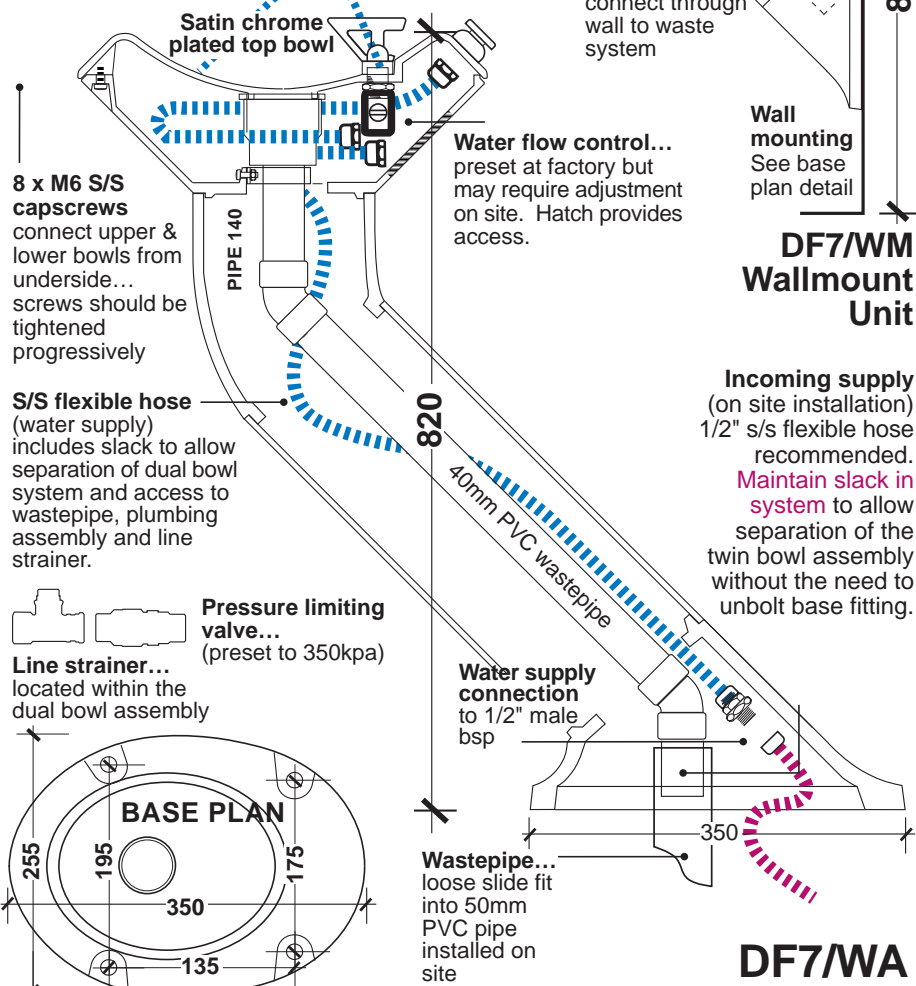 Satin chrome
plated top bowl
connect through
wall to waste
system
8
Wall
mounting
See base
plan detail
Water flow control…
preset at factory but
may require adjustment
on site.  Hatch provides
access.
8 x M6 S/S
capscrews
connect upper &
lower bowls from
underside…
screws should be
tightened
progressively
PIPE 140
DF7/WM
Wallmount
Unit
S/S flexible hose
(water supply)
includes slack to allow
separation of dual bowl
system and access to
wastepipe, plumbing
assembly and line
strainer.
820
40mm PVC wastepipe
Incoming supply
(on site installation)
1/2" s/s flexible hose
recommended.
Maintain slack in
system to allow
separation of the
twin bowl assembly
without the need to
unbolt base fitting.
Pressure limiting
valve…
(preset to 350kpa)
Line strainer…
located within the
dual bowl assembly
Water supply
connection
to 1/2" male
bsp
BASE PLAN
255
195
175
350
135
350
Wastepipe…
loose slide fit
into 50mm
PVC pipe
installed on
site
DF7/WA